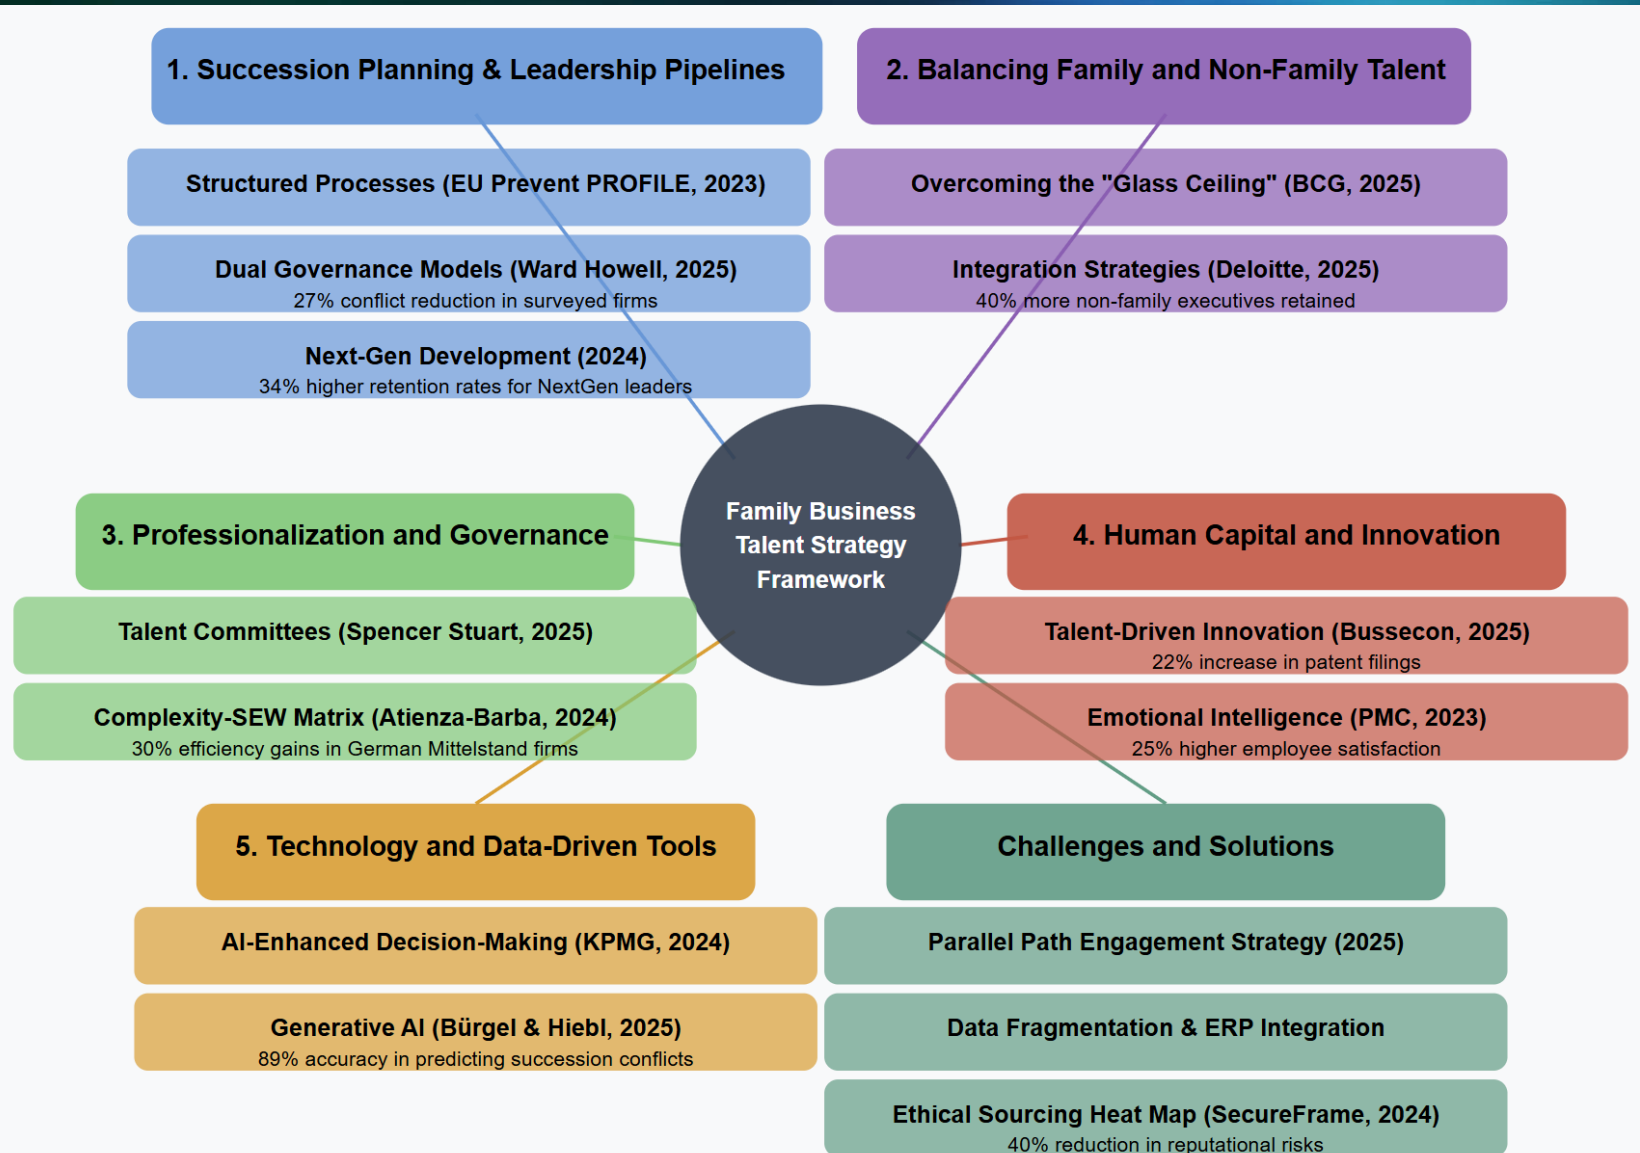 1. Succession Planning & Leadership Pipelines
Structured Processes (EU Prevent PROFILE, 2023)
Dual Governance Models (Ward Howell, 2025)
27% conflict reduction in surveyed firms
Next-Gen Development (2024)
34% higher retention rates for NextGen leaders
2. Balancing Family and Non-Family Talent
Overcoming the "Glass Ceiling" (BCG, 2025)
Integration Strategies (Deloitte, 2025)
40% more non-family executives retained
Family Business
Talent Strategy
Framework
3. Professionalization and Governance
Talent Committees (Spencer Stuart, 2025)
Complexity-SEW Matrix (Atienza-Barba, 2024)
30% efficiency gains in German Mittelstand firms
4. Human Capital and Innovation
Talent-Driven Innovation (Bussecon, 2025)
22% increase in patent filings
Emotional Intelligence (PMC, 2023)
25% higher employee satisfaction
5. Technology and Data-Driven Tools
AI-Enhanced Decision-Making (KPMG, 2024)
Generative AI (Bürgel & Hiebl, 2025)
89% accuracy in predicting succession conflicts
Challenges and Solutions
Parallel Path Engagement Strategy (2025)
Data Fragmentation & ERP Integration
Ethical Sourcing Heat Map (SecureFrame, 2024)
40% reduction in reputational risks